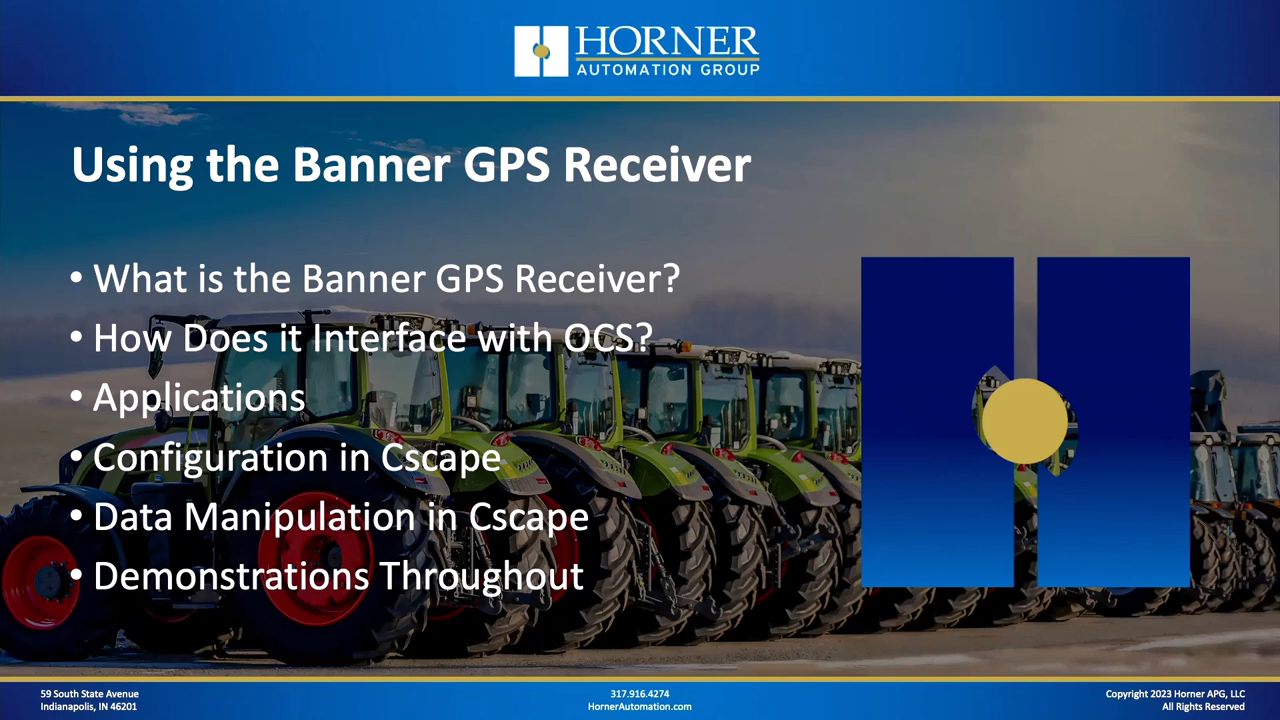 HORNER
AUTOMATION GROUP
Using the Banner GPS Receiver
• What is the Banner GPS Receiver?
• How Does it Interface with OCS?
• Applications
• Configuration in Cscape
• Data Manipulation in Cscape
• Demonstrations Throughout
59 South State Avenue
Indianapolis, IN 46201
317.916.4274
HornerAutomation.com
Copyright 2023 Horner APG, LLC
All Rights Reserved